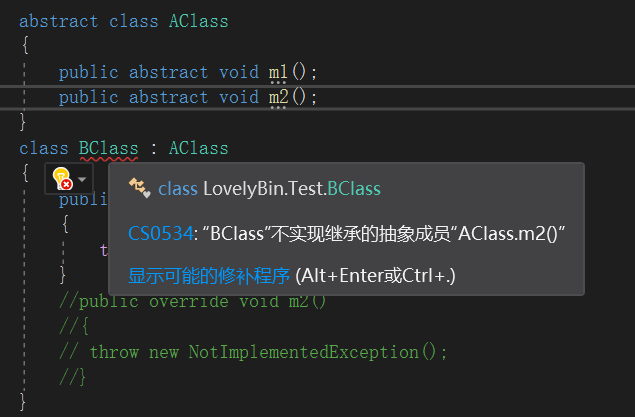 abstract class AClass
{
public abstract void m1();
public abstract void m2();
}
class BClass : AClass
{
class LovelyBin.Test.BClass
publi
CS0534: “BClass”不实现继承的抽象成员“AClass.m2()”
{
t
显示可能的修补程序 (Alt+Enter或Ctrl+.)
}
//public override void m2()
//{
// throw new NotImplementedException();
//}
}